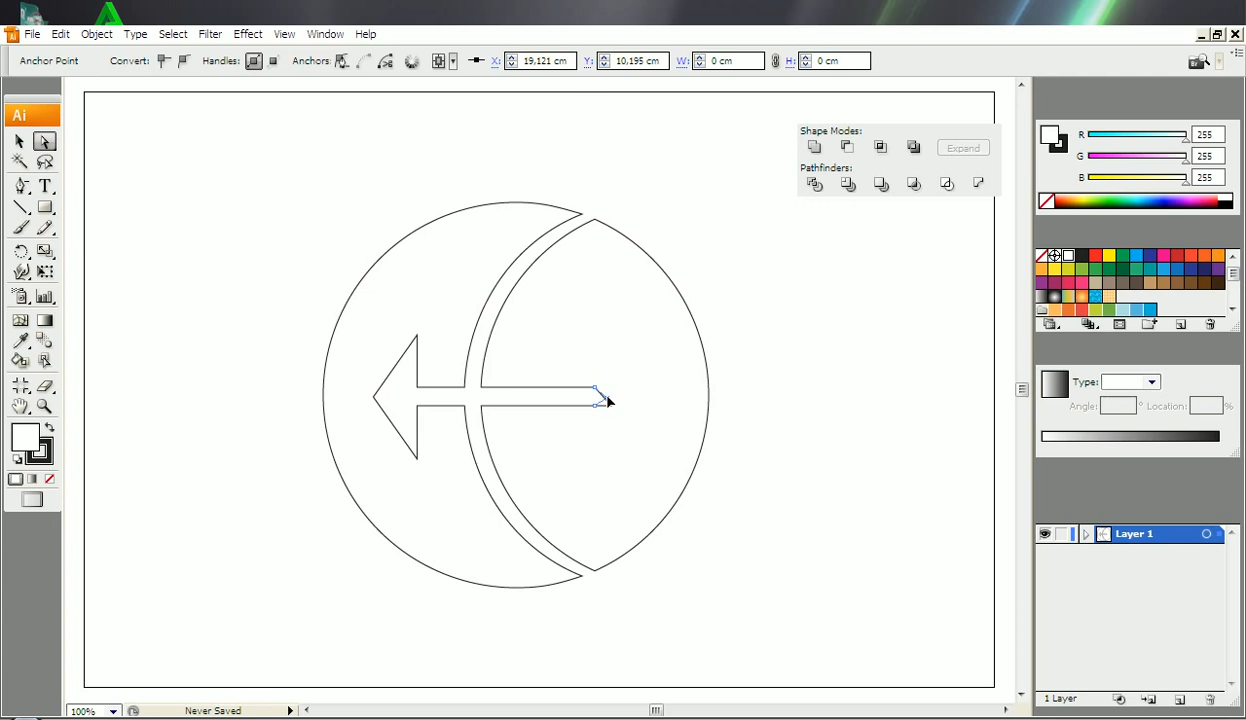 File Edit Object Type Select Filter Effect View Window Help
Anchor Point Convert: Handles: Anchors: X: 19,121 cm Y: 10,195 cm W: 0 cm H: 0 cm
Ai
Shape Modes:
Expand
Pathfinders:
R 255
G 255
B 255
T
Type:
Angle: ° Location: %
Layer 1
1 Layer
100% Never Saved